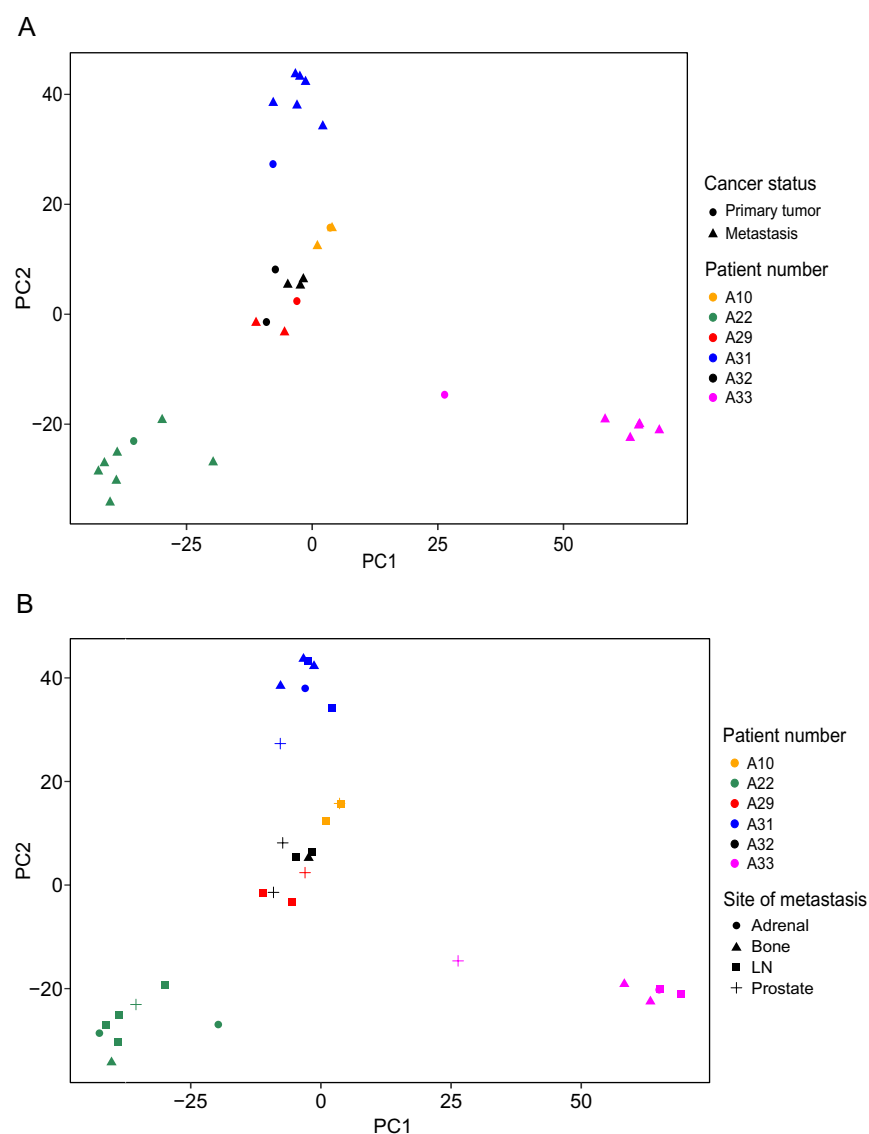 A
40
20
0
−20
PC2
−25 0 25 50
PC1
Cancer status
Primary tumor
Metastasis
Patient number
A10
A22
A29
A31
A32
A33
B
40
20
0
−20
PC2
−25 0 25 50
PC1
Patient number
A10
A22
A29
A31
A32
A33
Site of metastasis
Adrenal
Bone
LN
Prostate